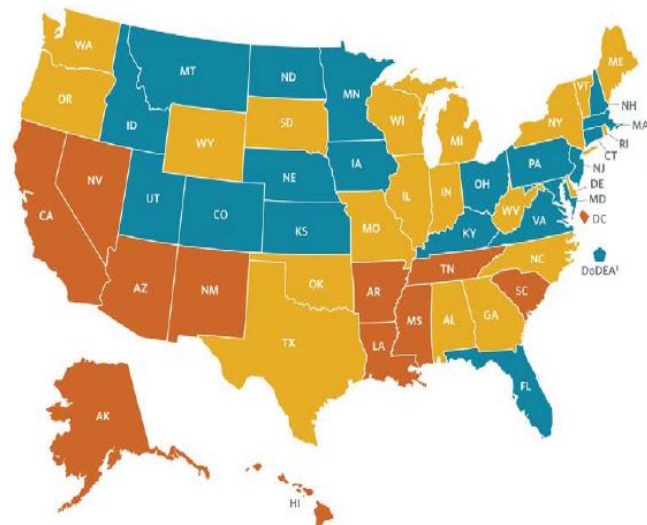 WA
MT
ND
MN
ME
VT
NH
OR
ID
SD
WI
NY
MA
WY
MI
RI
CT
IA
PA
NJ
NE
OH
DE
NV
IL
IN
MD
UT
CO
WV
VA
DC
CA
KS
MO
KY
NC
DoDEA¹
TN
OK
AZ
NM
AR
SC
MS
AL
GA
TX
LA
FL
AK
HI